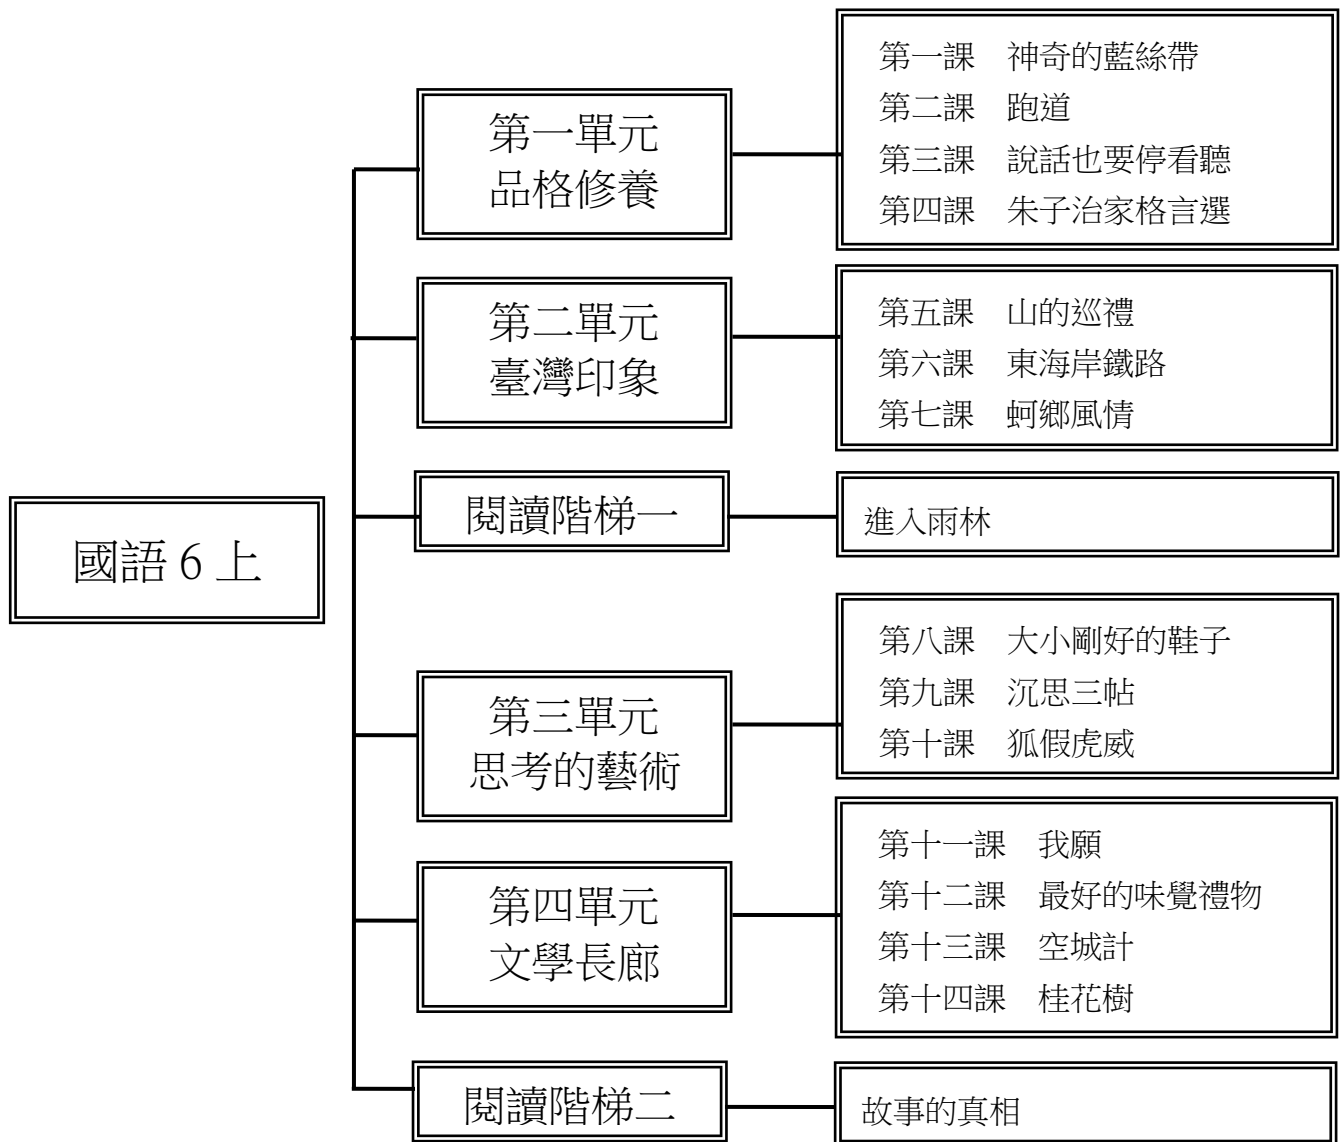 國語6上
第一單元
品格修養
第一課　神奇的藍絲帶
第二課　跑道
第三課　說話也要停看聽
第四課　朱子治家格言選
第二單元
臺灣印象
第五課　山的巡禮
第六課　東海岸鐵路
第七課　蚵鄉風情
閱讀階梯一
進入雨林
第三單元
思考的藝術
第八課　大小剛好的鞋子
第九課　沉思三帖
第十課　狐假虎威
第四單元
文學長廊
第十一課　我願
第十二課　最好的味覺禮物
第十三課　空城計
第十四課　桂花樹
閱讀階梯二
故事的真相